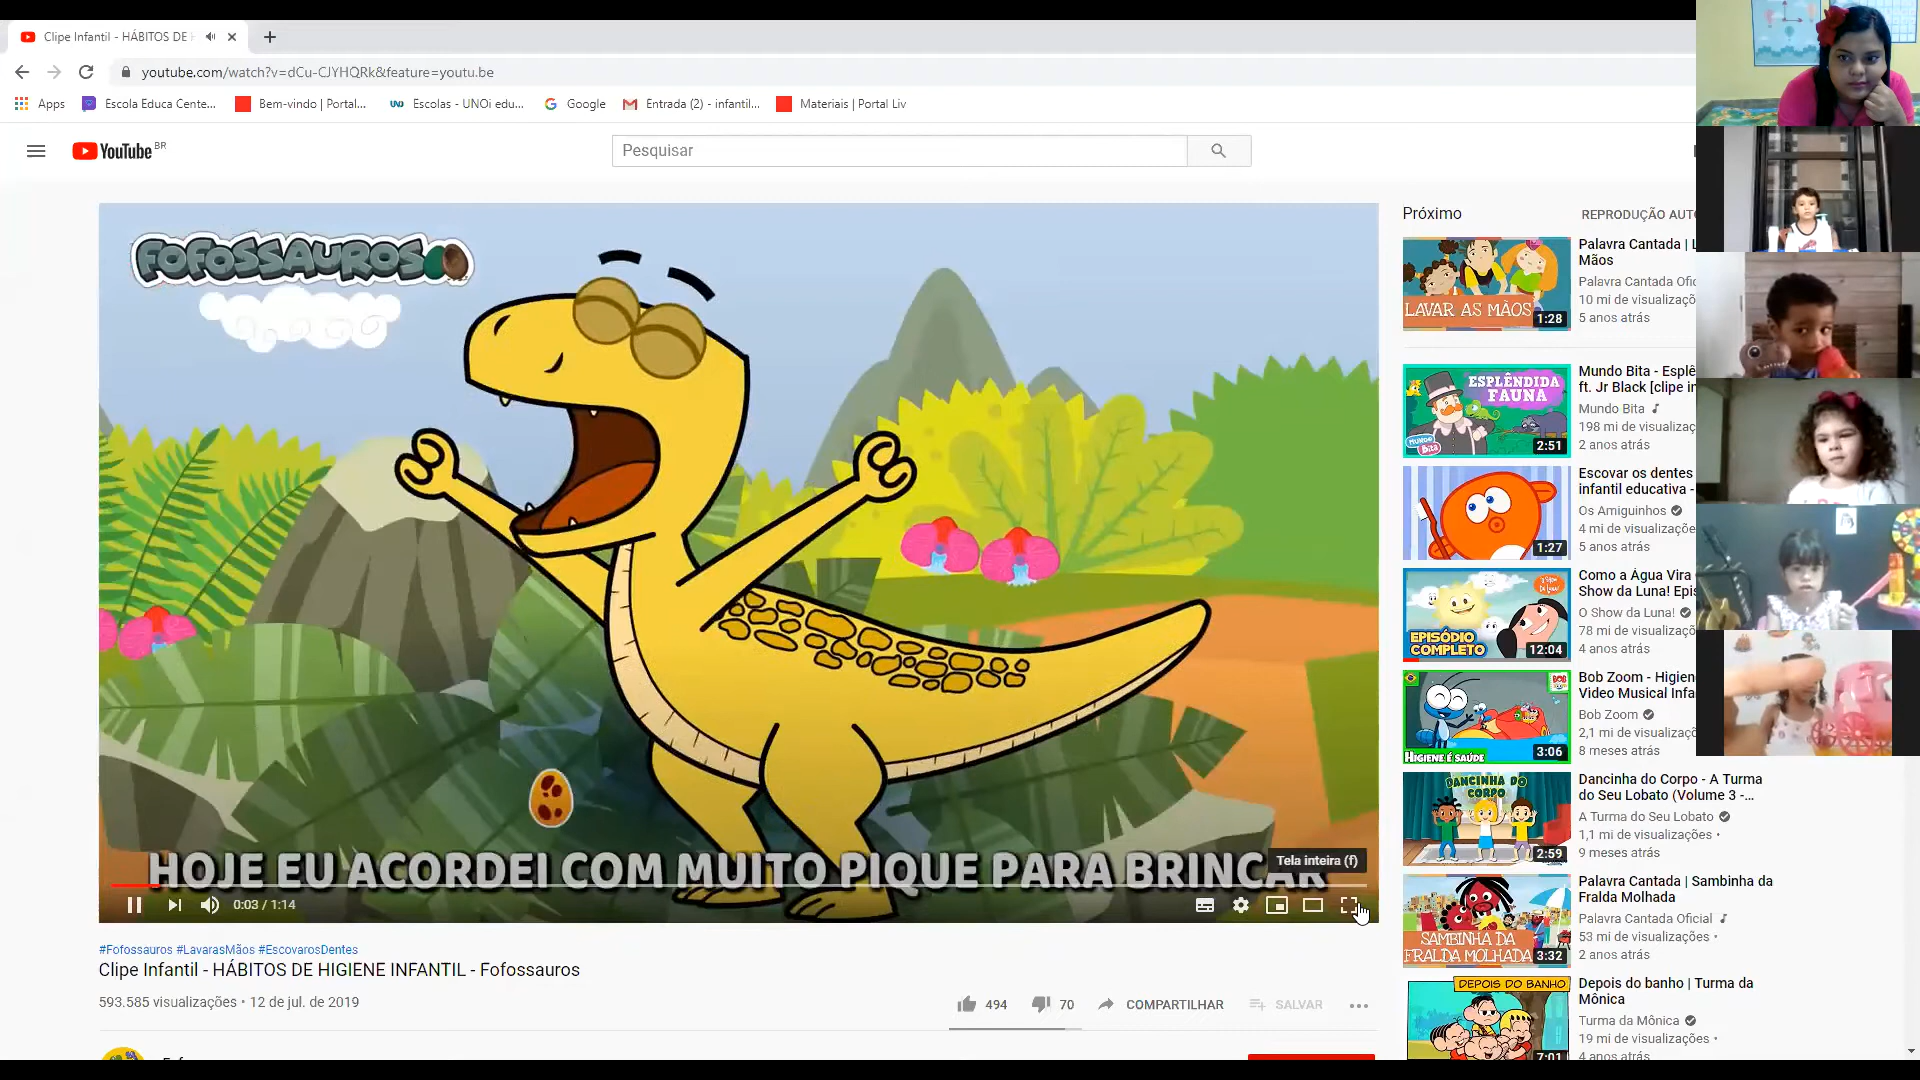 Clipe Infantil - HÁBITOS DE
youtube.com/watch?v=dCu-CJYHQRk&feature=youtu.be
Apps
Escola Educa Cente...
Bem-vindo | Portal...
Escolas - UNOi edu...
Google
Entrada (2) - infantil...
Materiais | Portal Liv
YouTube BR
Pesquisar
FOFOSSAUROS
HOJE EU ACORDEI COM MUITO PIQUE PARA BRINCAR
Tela inteira (f)
0:03 / 1:14
#Fofossauros #LavarasMãos #EscovarosDentes
Clipe Infantil - HÁBITOS DE HIGIENE INFANTIL - Fofossauros
593.585 visualizações • 12 de jul. de 2019
494
70
COMPARTILHAR
SALVAR
Próximo
REPRODUÇÃO AUTO
LAVAR AS MÃOS
1:28
Palavra Cantada | L
Mãos
Palavra Cantada Ofic
10 mi de visualizaçõ
5 anos atrás
ESPLÊNDIDA
FAUNA
MUNDO
Bita
2:51
Mundo Bita - Esplê
ft. Jr Black [clipe in
Mundo Bita
198 mi de visualizaç
2 anos atrás
1:27
Escovar os dentes
infantil educativa -
Os Amiguinhos
4 mi de visualizaçõe
5 anos atrás
EPISÓDIO
COMPLETO
12:04
Como a Água Vira
Show da Luna! Epis
O Show da Luna!
78 mi de visualizaçõ
4 anos atrás
BOB
HIGIENE É SAÚDE
3:06
Bob Zoom - Higien
Video Musical Infa
Bob Zoom
2,1 mi de visualizaçõ
8 meses atrás
DANCINHA DO
CORPO
2:59
Dancinha do Corpo - A Turma
do Seu Lobato (Volume 3 -...
A Turma do Seu Lobato
1,1 mi de visualizações •
9 meses atrás
SAMBINHA DA
FRALDA MOLHADA
3:32
Palavra Cantada | Sambinha da
Fralda Molhada
Palavra Cantada Oficial
53 mi de visualizações •
2 anos atrás
DEPOIS DO BANHO
7:01
Depois do banho | Turma da
Mônica
Turma da Mônica
19 mi de visualizações •
4 anos atrás